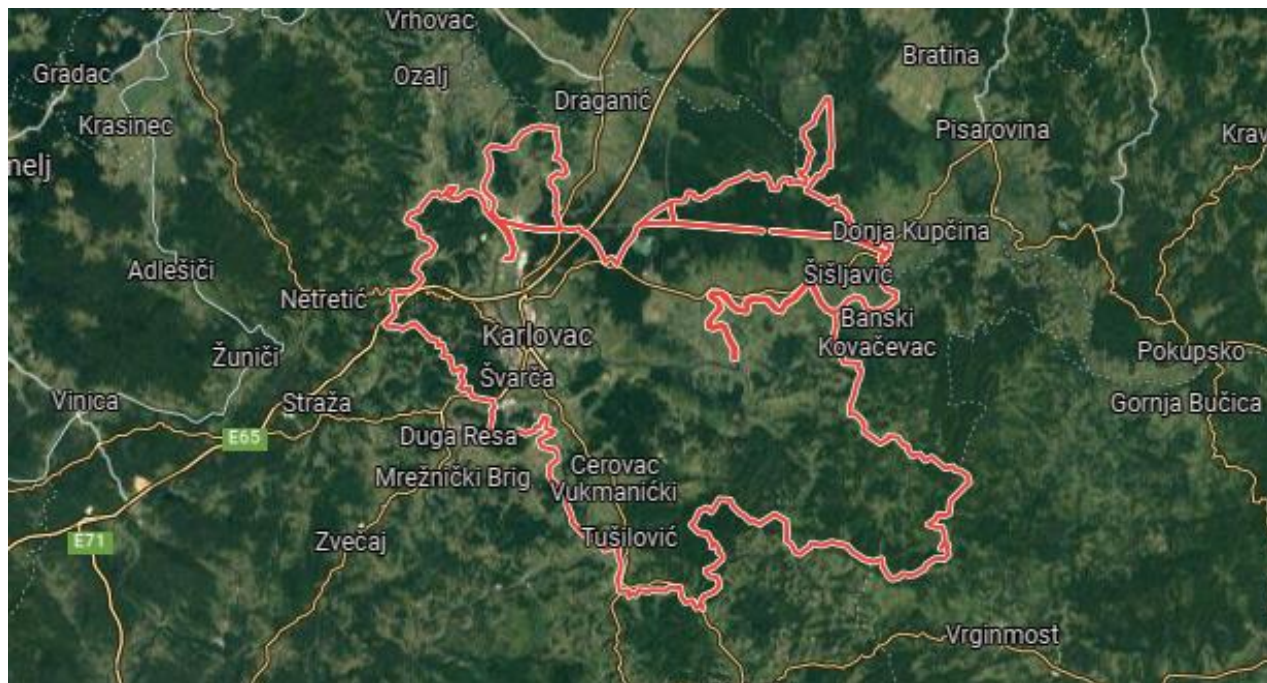 Vrhovac
Gradac
Ozalj
Bratina
Draganić
Krasinec
Pisarovina
Krav
nelj
Donja Kupčina
Adlešiči
Šišljavić
Netretić
Banski
Kovačevac
Karlovac
Žuniči
Pokupsko
Švarča
Vinica
Straža
Gornja Bučica
E65
Duga Resa
Mrežnički Brig
Cerovac
Vukmanićki
Tušilović
Zvečaj
E71
Vrginmost